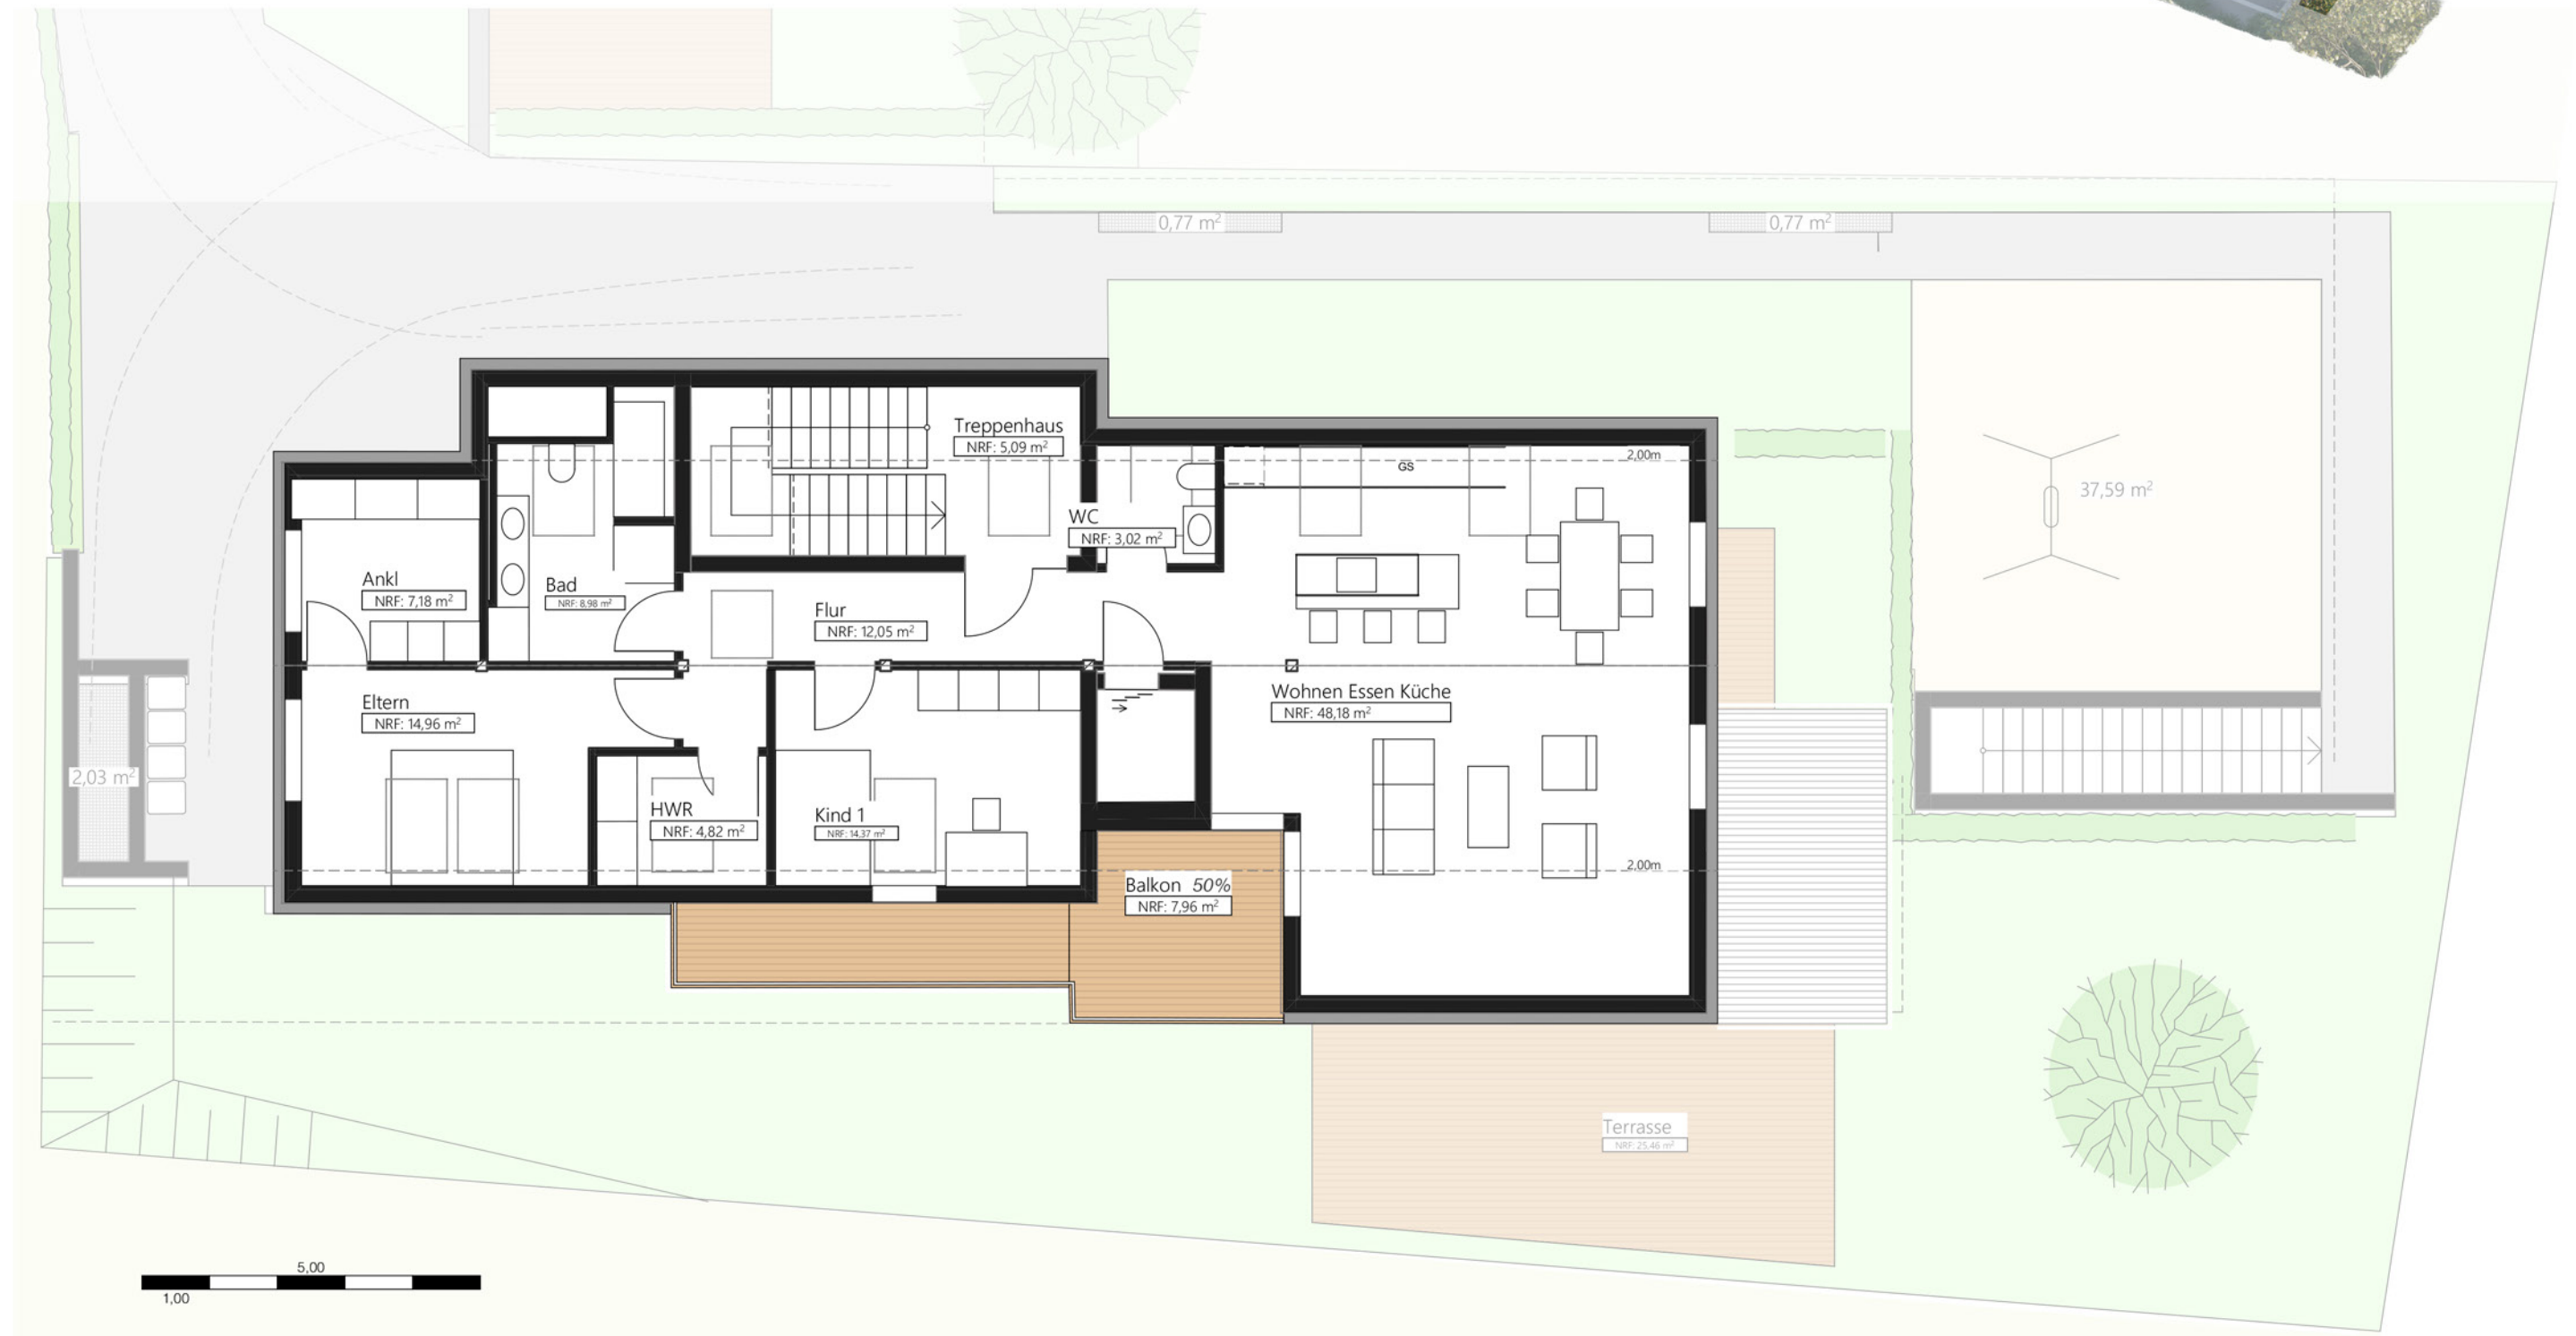 0,77 m²
0,77 m²
Treppenhaus
NRF: 5,09 m²
2,00m
GS
37,59 m²
WC
NRF: 3,02 m²
Ankl
NRF: 7,18 m²
Bad
NRF: 8,98 m²
Flur
NRF: 12,05 m²
Eltern
NRF: 14,96 m²
Wohnen Essen Küche
NRF: 48,18 m²
2,03 m²
HWR
NRF: 4,82 m²
Kind 1
NRF: 14,37 m²
2,00m
Balkon 50%
NRF: 7,96 m²
Terrasse
NRF: 25,46 m²
5,00
1,00